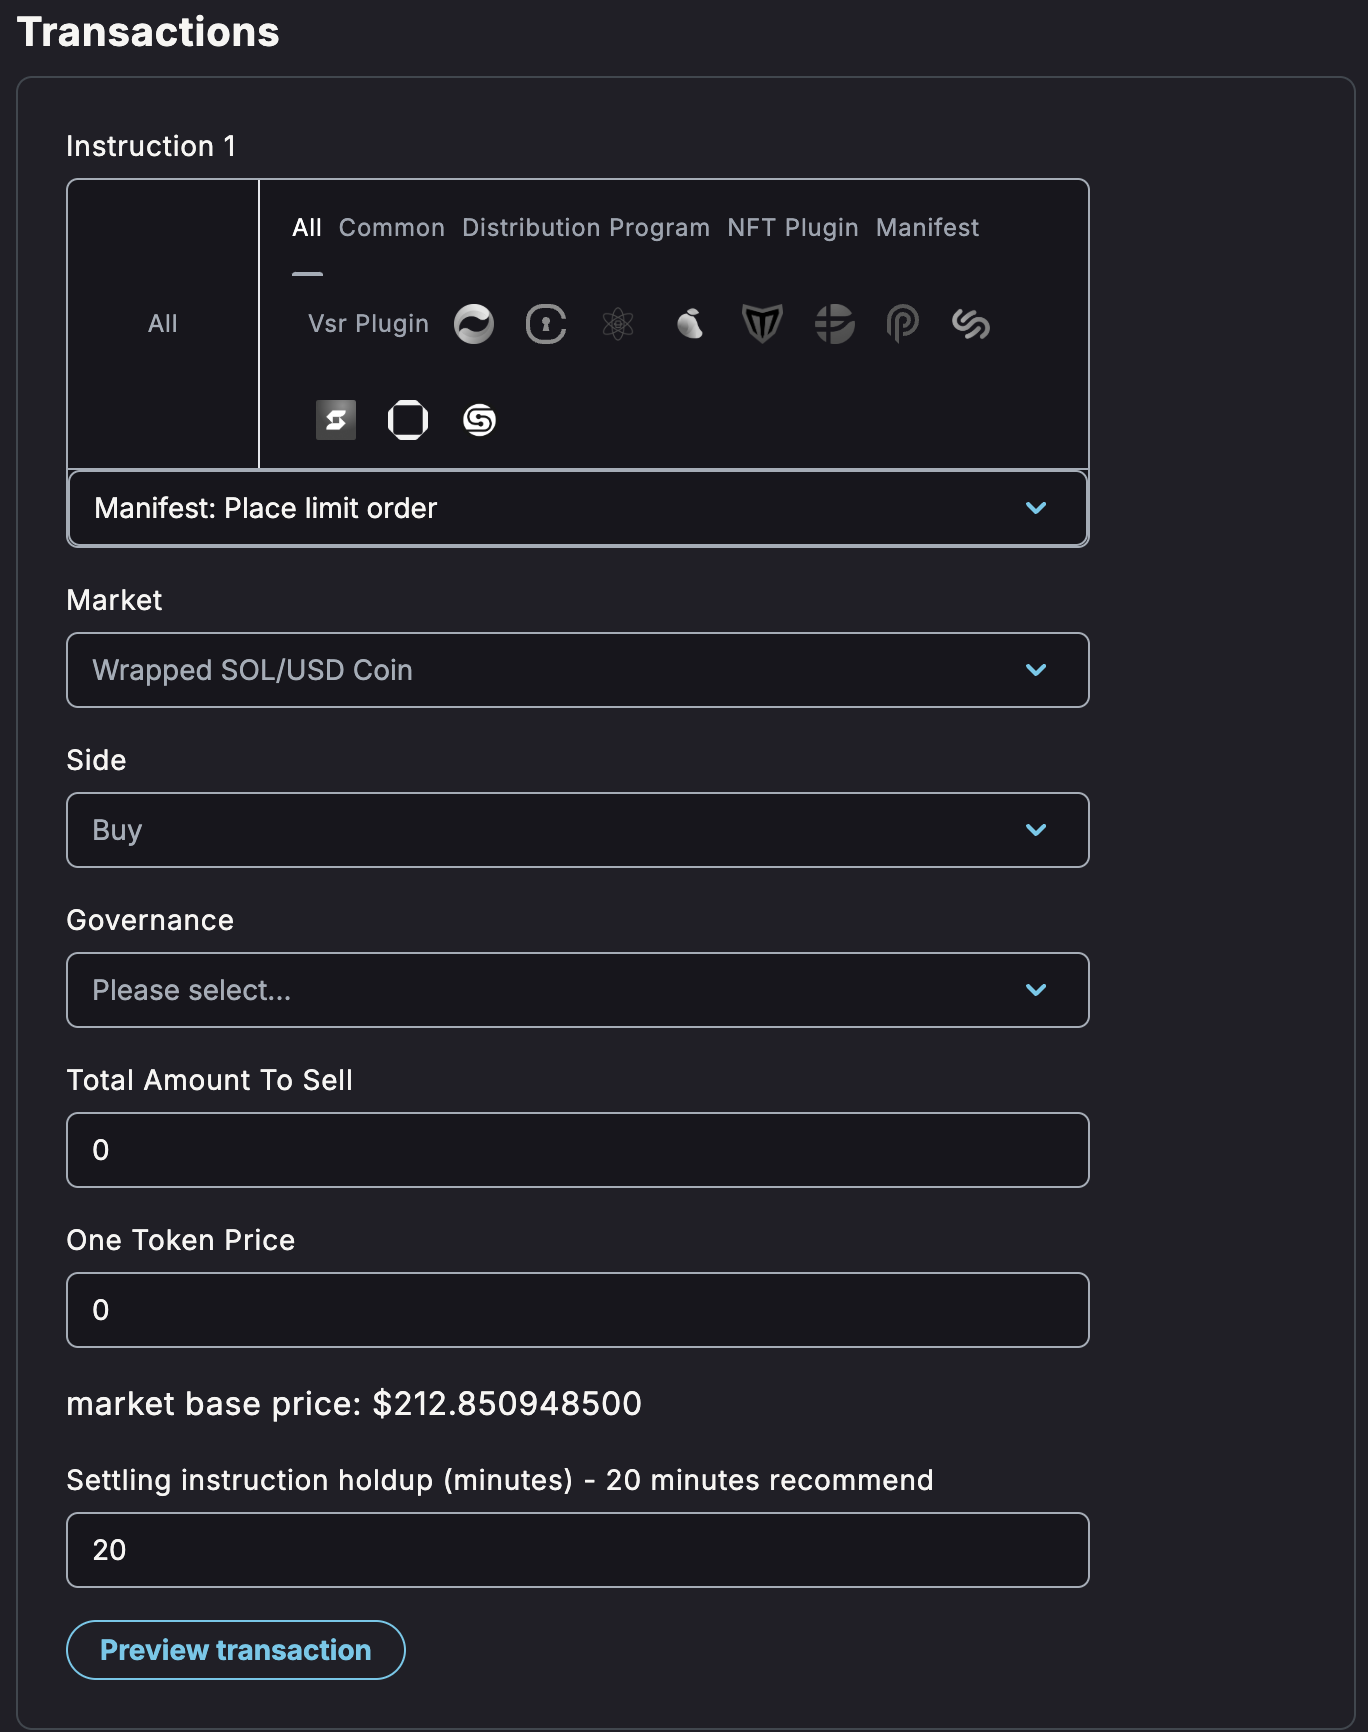 Transactions
Instruction 1
All
All Common Distribution Program NFT Plugin Manifest
Vsr Plugin
Manifest: Place limit order
Market
Wrapped SOL/USD Coin
Side
Buy
Governance
Please select...
Total Amount To Sell
0
One Token Price
0
market base price: $212.850948500
Settling instruction holdup (minutes) - 20 minutes recommend
20
Preview transaction